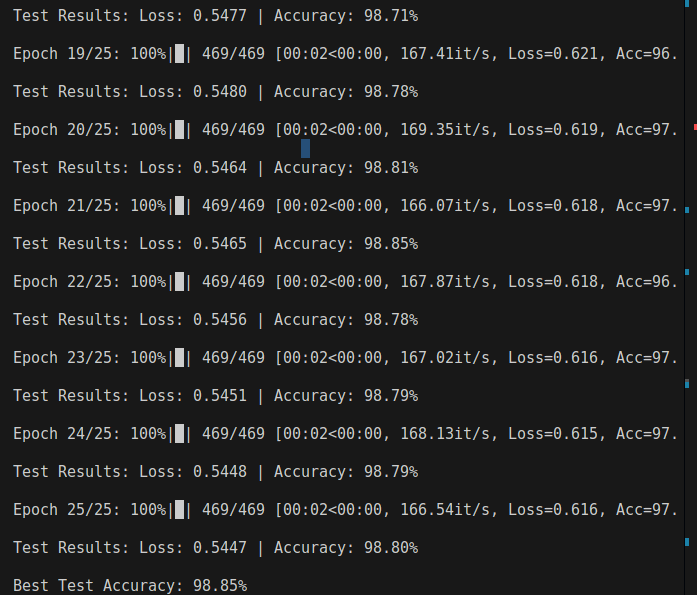 Test Results: Loss: 0.5477 | Accuracy: 98.71%
Epoch 19/25: 100%|█| 469/469 [00:02<00:00, 167.41it/s, Loss=0.621, Acc=96.
Test Results: Loss: 0.5480 | Accuracy: 98.78%
Epoch 20/25: 100%|█| 469/469 [00:02<00:00, 169.35it/s, Loss=0.619, Acc=97.
Test Results: Loss: 0.5464 | Accuracy: 98.81%
Epoch 21/25: 100%|█| 469/469 [00:02<00:00, 166.07it/s, Loss=0.618, Acc=97.
Test Results: Loss: 0.5465 | Accuracy: 98.85%
Epoch 22/25: 100%|█| 469/469 [00:02<00:00, 167.87it/s, Loss=0.618, Acc=96.
Test Results: Loss: 0.5456 | Accuracy: 98.78%
Epoch 23/25: 100%|█| 469/469 [00:02<00:00, 167.02it/s, Loss=0.616, Acc=97.
Test Results: Loss: 0.5451 | Accuracy: 98.79%
Epoch 24/25: 100%|█| 469/469 [00:02<00:00, 168.13it/s, Loss=0.615, Acc=97.
Test Results: Loss: 0.5448 | Accuracy: 98.79%
Epoch 25/25: 100%|█| 469/469 [00:02<00:00, 166.54it/s, Loss=0.616, Acc=97.
Test Results: Loss: 0.5447 | Accuracy: 98.80%
Best Test Accuracy: 98.85%